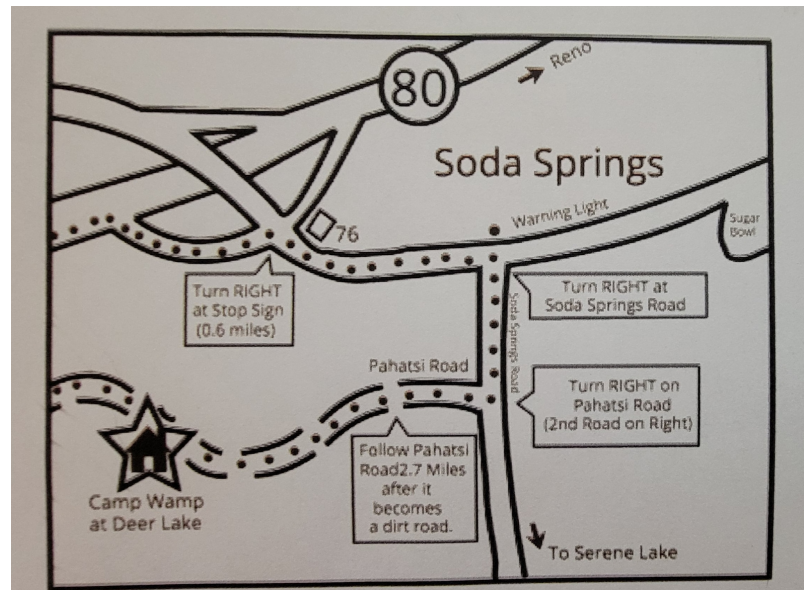 80
Reno
Soda Springs
Warning Light
Sugar
Bowl
76
Turn RIGHT
at Stop Sign
(0.6 miles)
Turn RIGHT at
Soda Springs Road
Soda Springs Road
Pahatsi Road
Turn RIGHT on
Pahatsi Road
(2nd Road on Right)
Follow Pahatsi
Road2.7 Miles
after it
becomes
a dirt road.
Camp Wamp
at Deer Lake
To Serene Lake